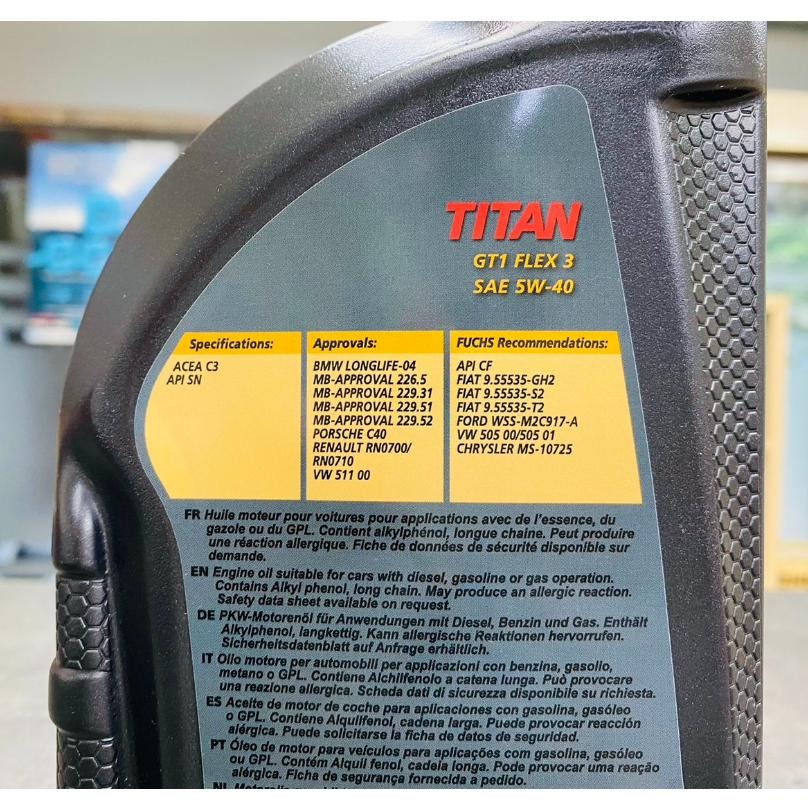 TITAN
GT1 FLEX 3
SAE 5W-40
Specifications:
ACEA C3
API SN
Approvals:
BMW LONGLIFE-04
MB-APPROVAL 226.5
MB-APPROVAL 229.31
MB-APPROVAL 229.51
MB-APPROVAL 229.52
PORSCHE C40
RENAULT RN0700/
RN0710
VW 511 00
FUCHS Recommendations:
API CF
FIAT 9.55535-GH2
FIAT 9.55535-S2
FIAT 9.55535-T2
FORD WSS-M2C917-A
VW 505 00/505 01
CHRYSLER MS-10725
FR Huile moteur pour voitures pour applications avec de l'essence, du
gazole ou du GPL. Contient alkylphénol, longue chaine. Peut produire
une réaction allergique. Fiche de données de sécurité disponible sur
demande.
EN Engine oil suitable for cars with diesel, gasoline or gas operation.
Contains Alkyl phenol, long chain. May produce an allergic reaction.
Safety data sheet available on request.
DE PKW-Motorenöl für Anwendungen mit Diesel, Benzin und Gas. Enthält
Alkylphenol, langkettig. Kann allergische Reaktionen hervorrufen.
Sicherheitsdatenblatt auf Anfrage erhältlich.
IT Olio motore per automobili per applicazioni con benzina, gasolio,
metano o GPL. Contiene Alchilfenolo a catena lunga. Può provocare
una reazione allergica. Scheda dati di sicurezza disponibile su richiesta.
ES Aceite de motor de coche para aplicaciones con gasolina, gasóleo
o GPL. Contiene Alquilfenol, cadena larga. Puede provocar reacción
alérgica. Puede solicitarse la ficha de datos de seguridad.
PT Óleo de motor para veículos para aplicações com gasolina, gasóleo
ou GPL. Contém Alquil fenol, cadeia longa. Pode provocar uma reação
alérgica. Ficha de segurança fornecida a pedido.
NL